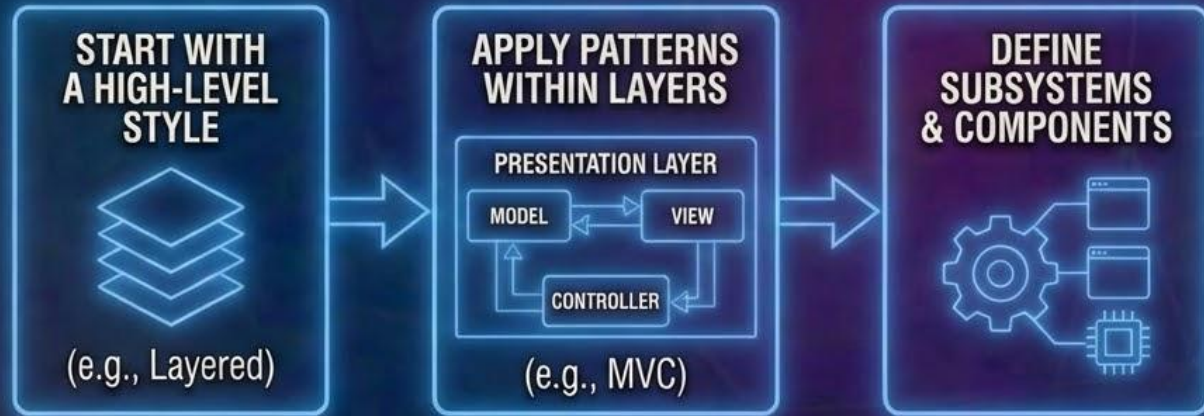 START WITH
A HIGH-LEVEL
STYLE
(e.g., Layered)
APPLY PATTERNS
WITHIN LAYERS
PRESENTATION LAYER
MODEL
VIEW
CONTROLLER
(e.g., MVC)
DEFINE
SUBSYSTEMS
& COMPONENTS